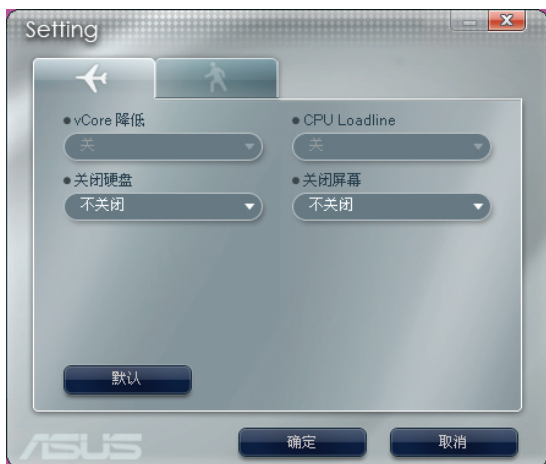 Setting
vCore 降低
CPU Loadline
关
关
关闭硬盘
关闭屏幕
不关闭
不关闭
默认
ASUS
确定
取消